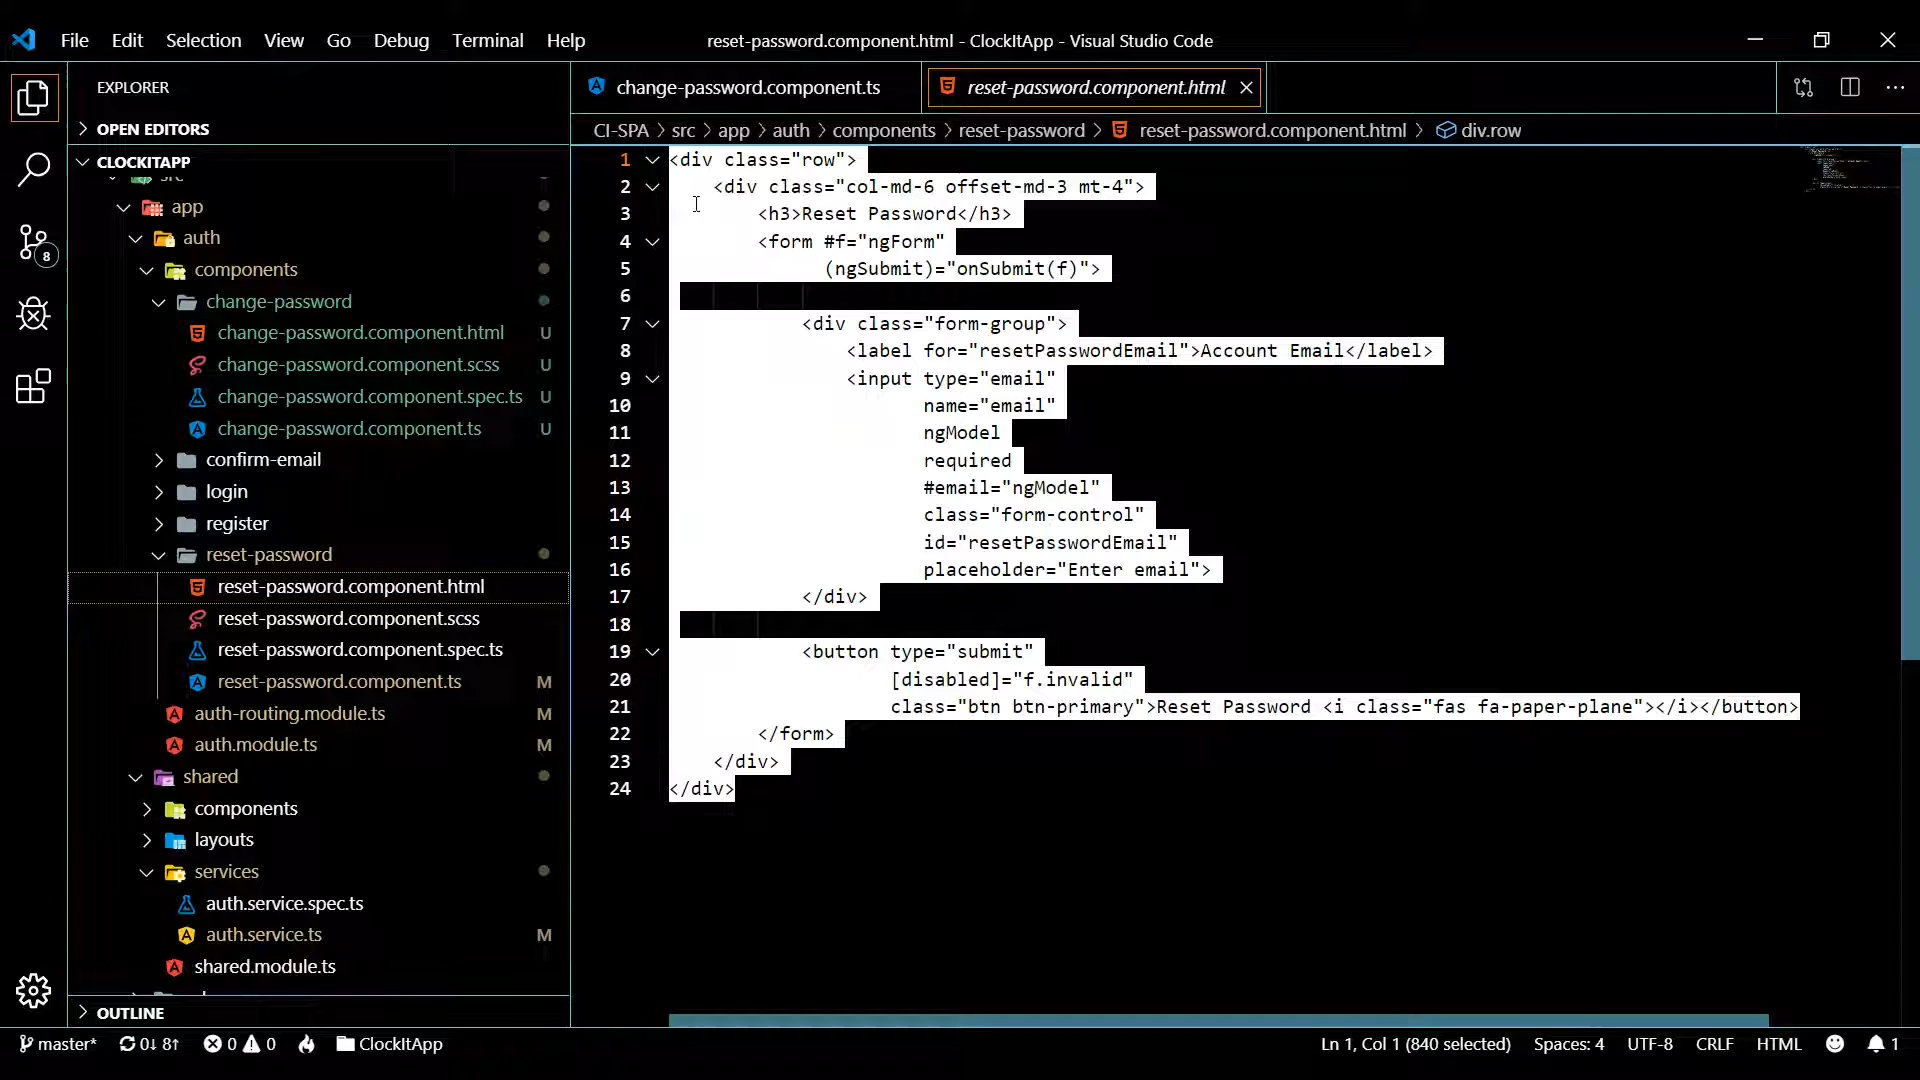 File Edit Selection View Go Debug Terminal Help
reset-password.component.html - ClockItApp - Visual Studio Code
EXPLORER
OPEN EDITORS
CLOCKITAPP
src
app
auth
components
change-password
change-password.component.html U
change-password.component.scss U
change-password.component.spec.ts U
change-password.component.ts U
confirm-email
login
register
reset-password
reset-password.component.html
reset-password.component.scss
reset-password.component.spec.ts
reset-password.component.ts M
auth-routing.module.ts M
auth.module.ts M
shared
components
layouts
services
auth.service.spec.ts
auth.service.ts M
shared.module.ts
OUTLINE
8
change-password.component.ts
reset-password.component.html
CI-SPA > src > app > auth > components > reset-password > reset-password.component.html > div.row
1 <div class="row">
2 <div class="col-md-6 offset-md-3 mt-4">
3 <h3>Reset Password</h3>
4 <form #f="ngForm"
5 (ngSubmit)="onSubmit(f)">
6
7 <div class="form-group">
8 <label for="resetPasswordEmail">Account Email</label>
9 <input type="email"
10 name="email"
11 ngModel
12 required
13 #email="ngModel"
14 class="form-control"
15 id="resetPasswordEmail"
16 placeholder="Enter email">
17 </div>
18
19 <button type="submit"
20 [disabled]="f.invalid"
21 class="btn btn-primary">Reset Password <i class="fas fa-paper-plane"></i></button>
22 </form>
23 </div>
24 </div>
master* 0↓ 8↑ 0 0 ClockItApp
Ln 1, Col 1 (840 selected) Spaces: 4 UTF-8 CRLF HTML 1